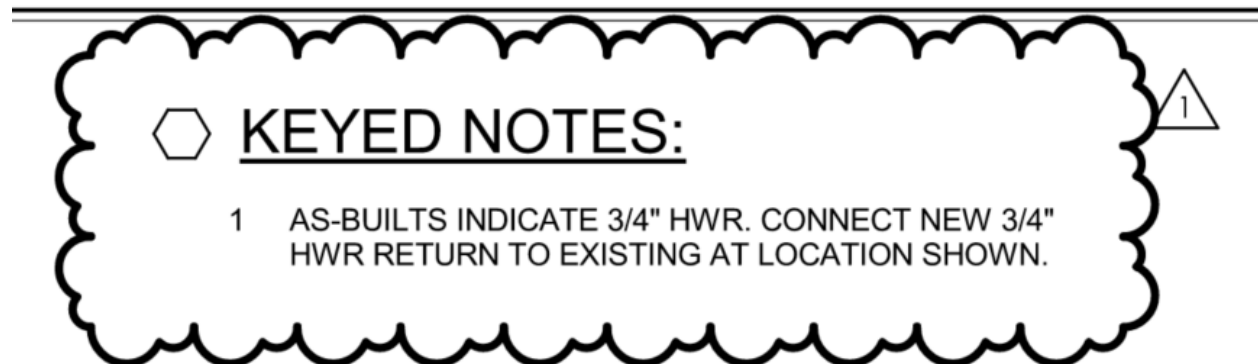 KEYED NOTES:
1
1 AS-BUILTS INDICATE 3/4" HWR. CONNECT NEW 3/4"
HWR RETURN TO EXISTING AT LOCATION SHOWN.